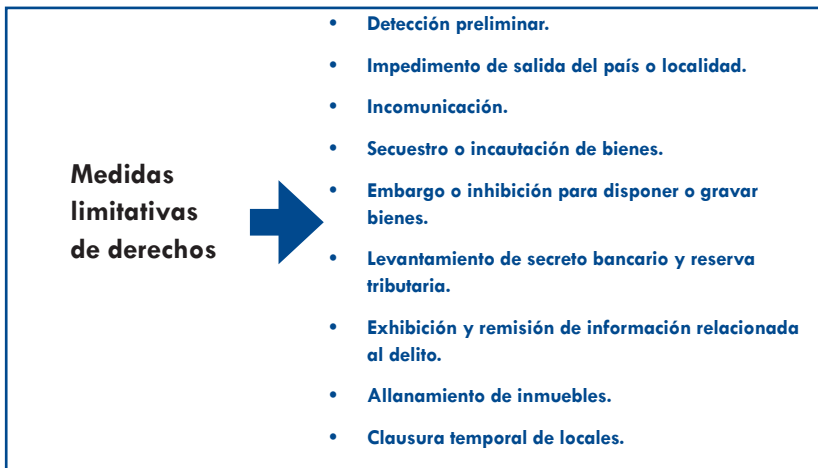 Medidas
limitativas
de derechos
• Detección preliminar.
• Impedimento de salida del país o localidad.
• Incomunicación.
• Secuestro o incautación de bienes.
• Embargo o inhibición para disponer o gravar
bienes.
• Levantamiento de secreto bancario y reserva
tributaria.
• Exhibición y remisión de información relacionada
al delito.
• Allanamiento de inmuebles.
• Clausura temporal de locales.